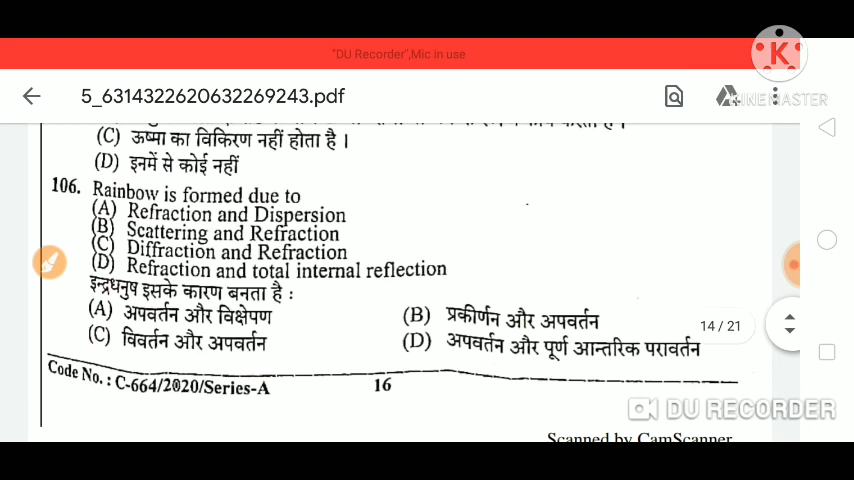 "DU Recorder",Mic in use
K
5_6314322620632269243.pdf
KINEMASTER
(C) ऊष्मा का विकिरण नहीं होता है ।
(D) इनमें से कोई नहीं
106. Rainbow is formed due to
(A) Refraction and Dispersion
(B) Scattering and Refraction
(C) Diffraction and Refraction
(D) Refraction and total internal reflection
इन्द्रधनुष इसके कारण बनता है :
(A) अपवर्तन और विक्षेपण (B) प्रकीर्णन और अपवर्तन
(C) विवर्तन और अपवर्तन (D) अपवर्तन और पूर्ण आन्तरिक परावर्तन
14 / 21
Code No. : C-664/2020/Series-A 16
DU RECORDER
Scanned by CamScanner